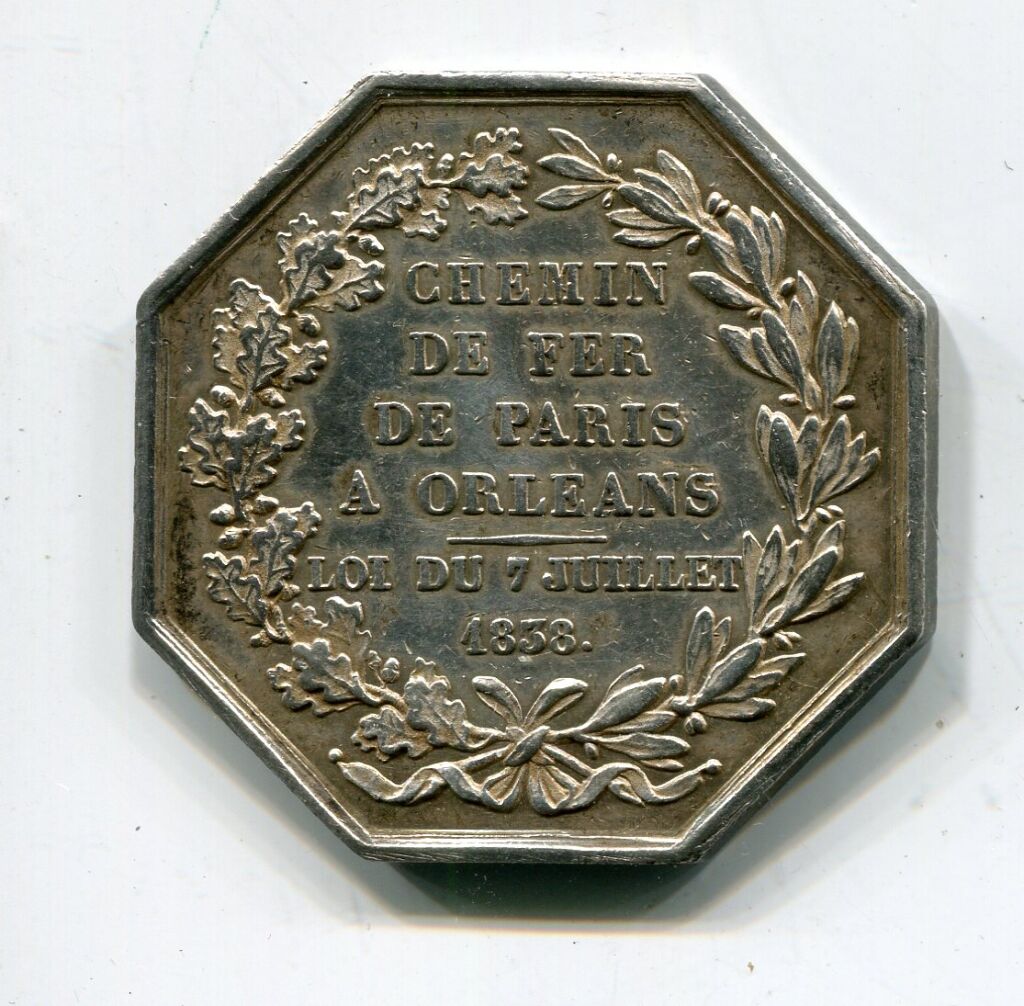 CHEMIN
DE FER
DE PARIS
A ORLEANS
LOI DU 7 JUILLET
1838.